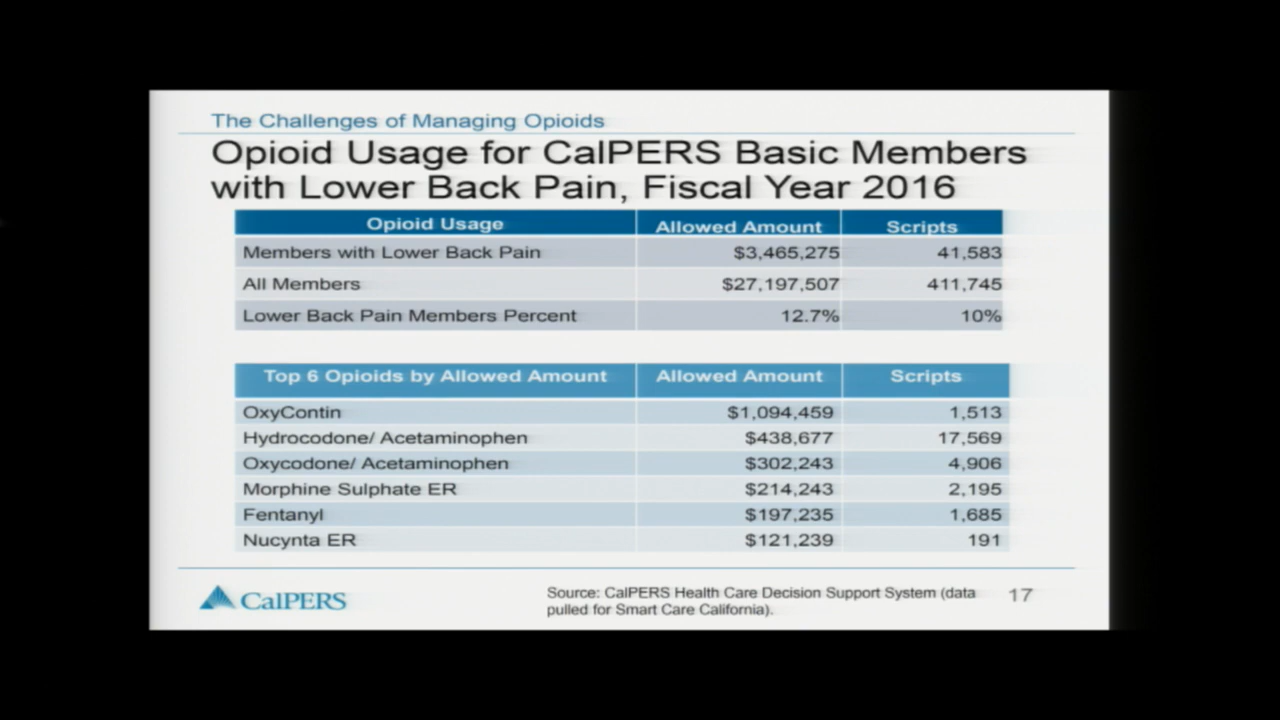 The Challenges of Managing Opioids
Opioid Usage for CalPERS Basic Members
with Lower Back Pain, Fiscal Year 2016
Opioid Usage Allowed Amount Scripts
Members with Lower Back Pain $3,465,275 41,583
All Members $27,197,507 411,745
Lower Back Pain Members Percent 12.7% 10%
Top 6 Opioids by Allowed Amount Allowed Amount Scripts
OxyContin $1,094,459 1,513
Hydrocodone/ Acetaminophen $438,677 17,569
Oxycodone/ Acetaminophen $302,243 4,906
Morphine Sulphate ER $214,243 2,195
Fentanyl $197,235 1,685
Nucynta ER $121,239 191
CalPERS
Source: CalPERS Health Care Decision Support System (data
pulled for Smart Care California).
17